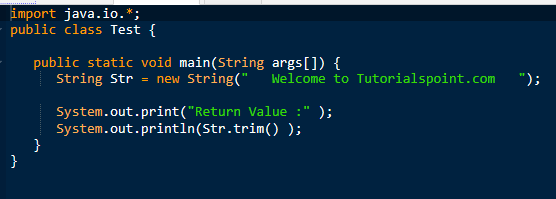 import java.io.*;
public class Test {
public static void main(String args[]) {
String Str = new String("   Welcome to Tutorialspoint.com   ");
System.out.print("Return Value :" );
System.out.println(Str.trim() );
}
}